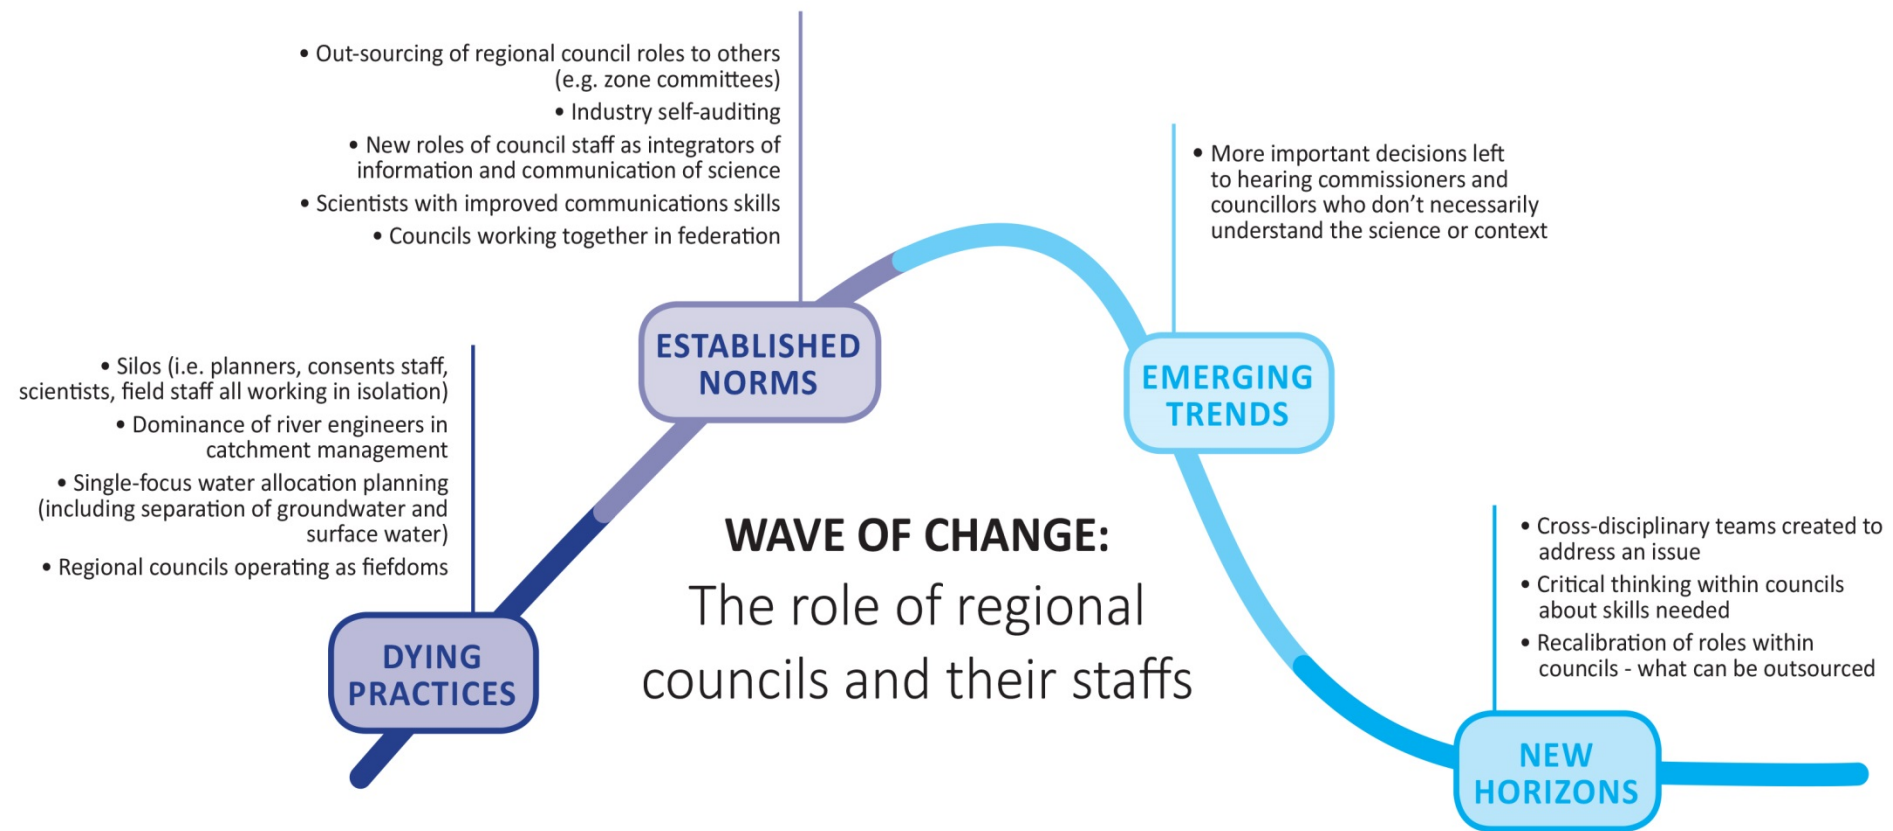 • Out-sourcing of regional council roles to others
(e.g. zone committees)
• Industry self-auditing
• New roles of council staff as integrators of
information and communication of science
• Scientists with improved communications skills
• Councils working together in federation
• More important decisions left
to hearing commissioners and
councillors who don’t necessarily
understand the science or context
ESTABLISHED
NORMS
EMERGING
TRENDS
• Silos (i.e. planners, consents staff,
scientists, field staff all working in isolation)
• Dominance of river engineers in
catchment management
• Single-focus water allocation planning
(including separation of groundwater and
surface water)
• Regional councils operating as fiefdoms
DYING
PRACTICES
WAVE OF CHANGE:
The role of regional
councils and their staffs
• Cross-disciplinary teams created to
address an issue
• Critical thinking within councils
about skills needed
• Recalibration of roles within
councils - what can be outsourced
NEW
HORIZONS